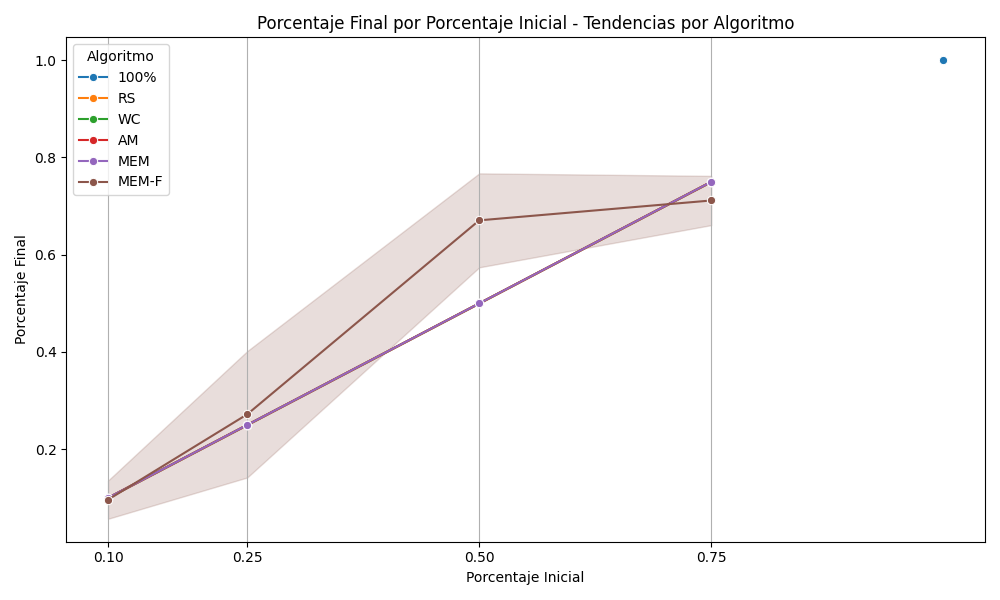 Porcentaje Final por Porcentaje Inicial - Tendencias por Algoritmo
Algoritmo
100%
RS
WC
AM
MEM
MEM-F
Porcentaje Final
1.0
0.8
0.6
0.4
0.2
0.10 0.25 0.50 0.75
Porcentaje Inicial